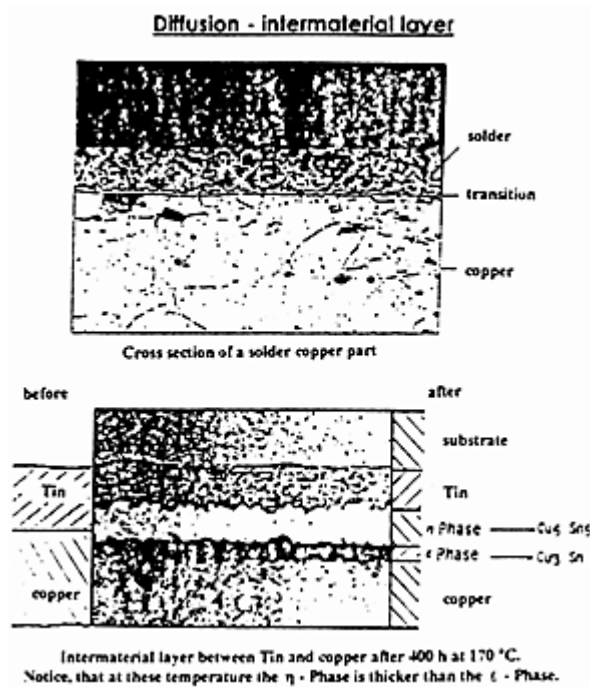 Diffusion - intermaterial layer
solder
transition
copper
Cross section of a solder copper part
before
after
substrate
Tin
Tin
η Phase Cu5 Sn5
ε Phase Cu3 Sn
copper
copper
Intermaterial layer between Tin and copper after 400 h at 170 °C.
Notice, that at these temperature the η - Phase is thicker than the ε - Phase.